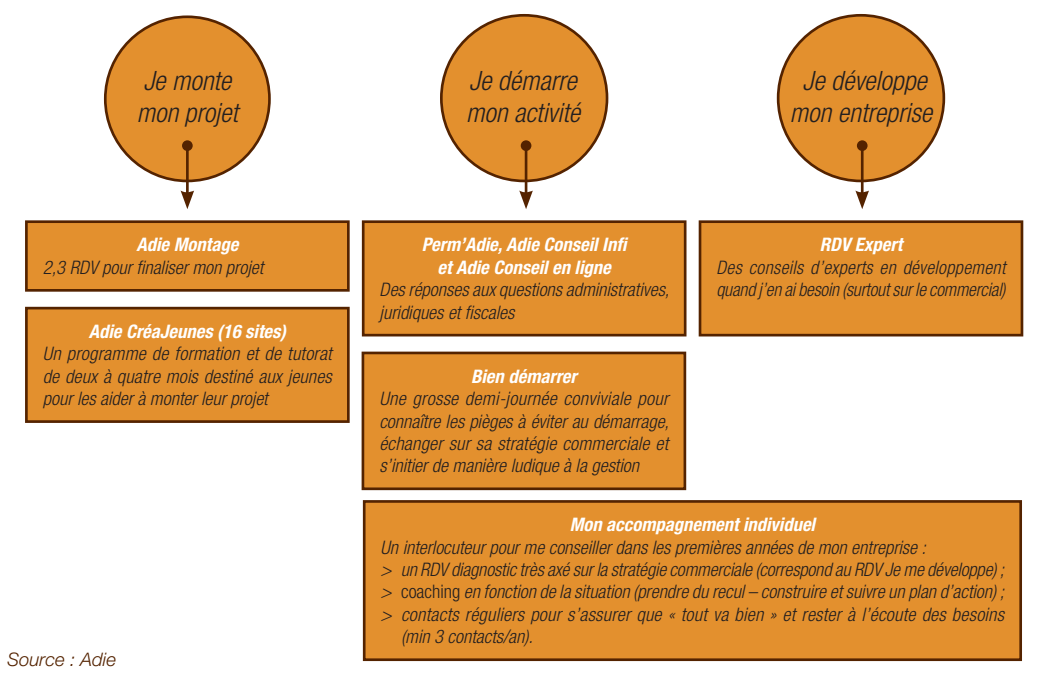 Je monte
mon projet
Je démarre
mon activité
Je développe
mon entreprise
Adie Montage
2,3 RDV pour finaliser mon projet
Adie CréaJeunes (16 sites)
Un programme de formation et de tutorat
de deux à quatre mois destiné aux jeunes
pour les aider à monter leur projet
Perm'Adie, Adie Conseil Infi
et Adie Conseil en ligne
Des réponses aux questions administratives,
juridiques et fiscales
Bien démarrer
Une grosse demi-journée conviviale pour
connaître les pièges à éviter au démarrage,
échanger sur sa stratégie commerciale et
s'initier de manière ludique à la gestion
RDV Expert
Des conseils d'experts en développement
quand j'en ai besoin (surtout sur le commercial)
Mon accompagnement individuel
Un interlocuteur pour me conseiller dans les premières années de mon entreprise :
> un RDV diagnostic très axé sur la stratégie commerciale (correspond au RDV Je me développe) ;
> coaching en fonction de la situation (prendre du recul – construire et suivre un plan d'action) ;
> contacts réguliers pour s'assurer que « tout va bien » et rester à l'écoute des besoins
(min 3 contacts/an).
Source : Adie